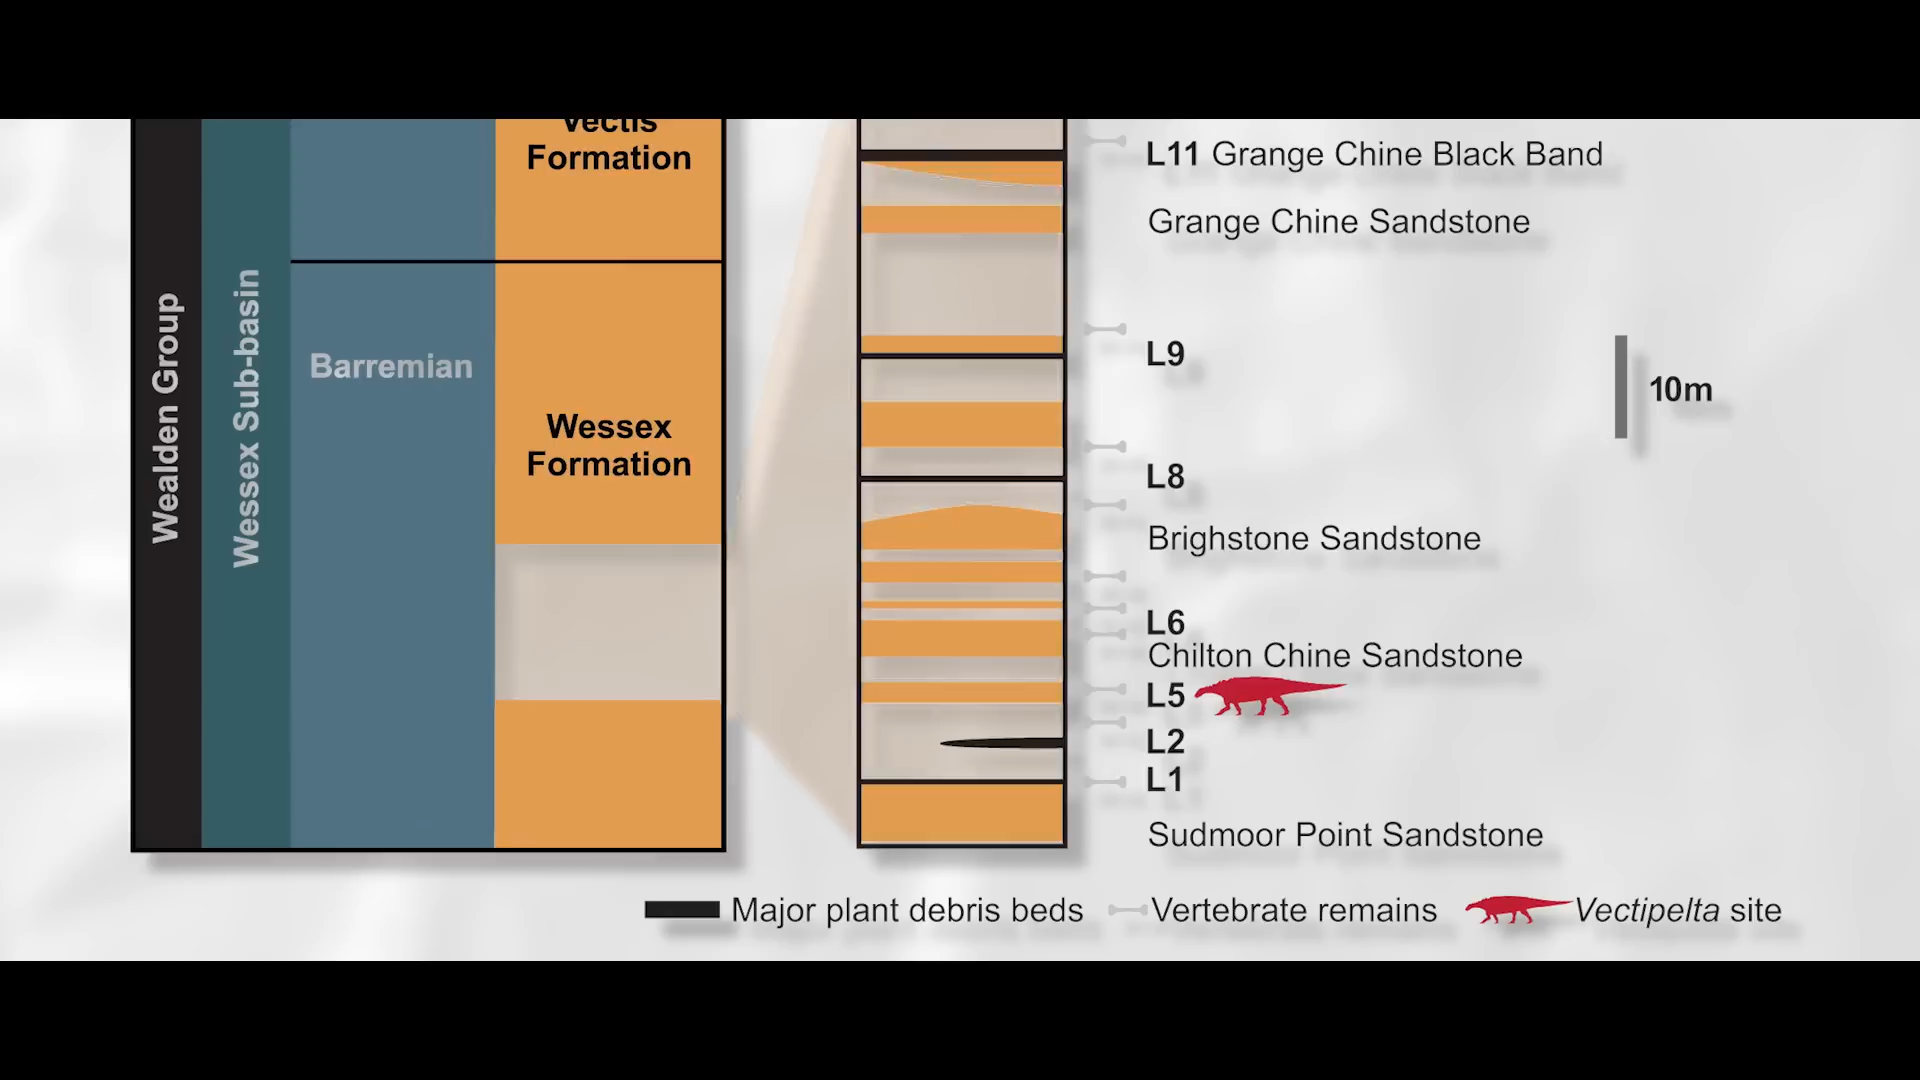 Wealden Group
Wessex Sub-basin
Barremian
Vectis
Formation
Wessex
Formation
L11 Grange Chine Black Band
Grange Chine Sandstone
L9
10m
L8
Brighstone Sandstone
L6
Chilton Chine Sandstone
L5
L2
L1
Sudmoor Point Sandstone
Major plant debris beds
Vertebrate remains
Vectipelta site